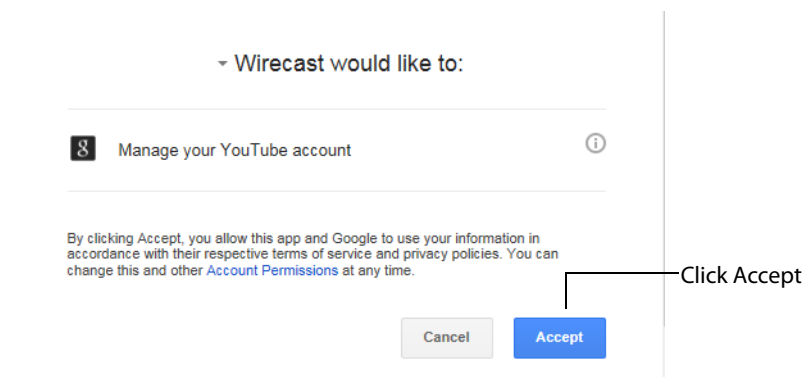 Wirecast would like to:
8 Manage your YouTube account
By clicking Accept, you allow this app and Google to use your information in
accordance with their respective terms of service and privacy policies. You can
change this and other Account Permissions at any time.
Click Accept
Cancel Accept